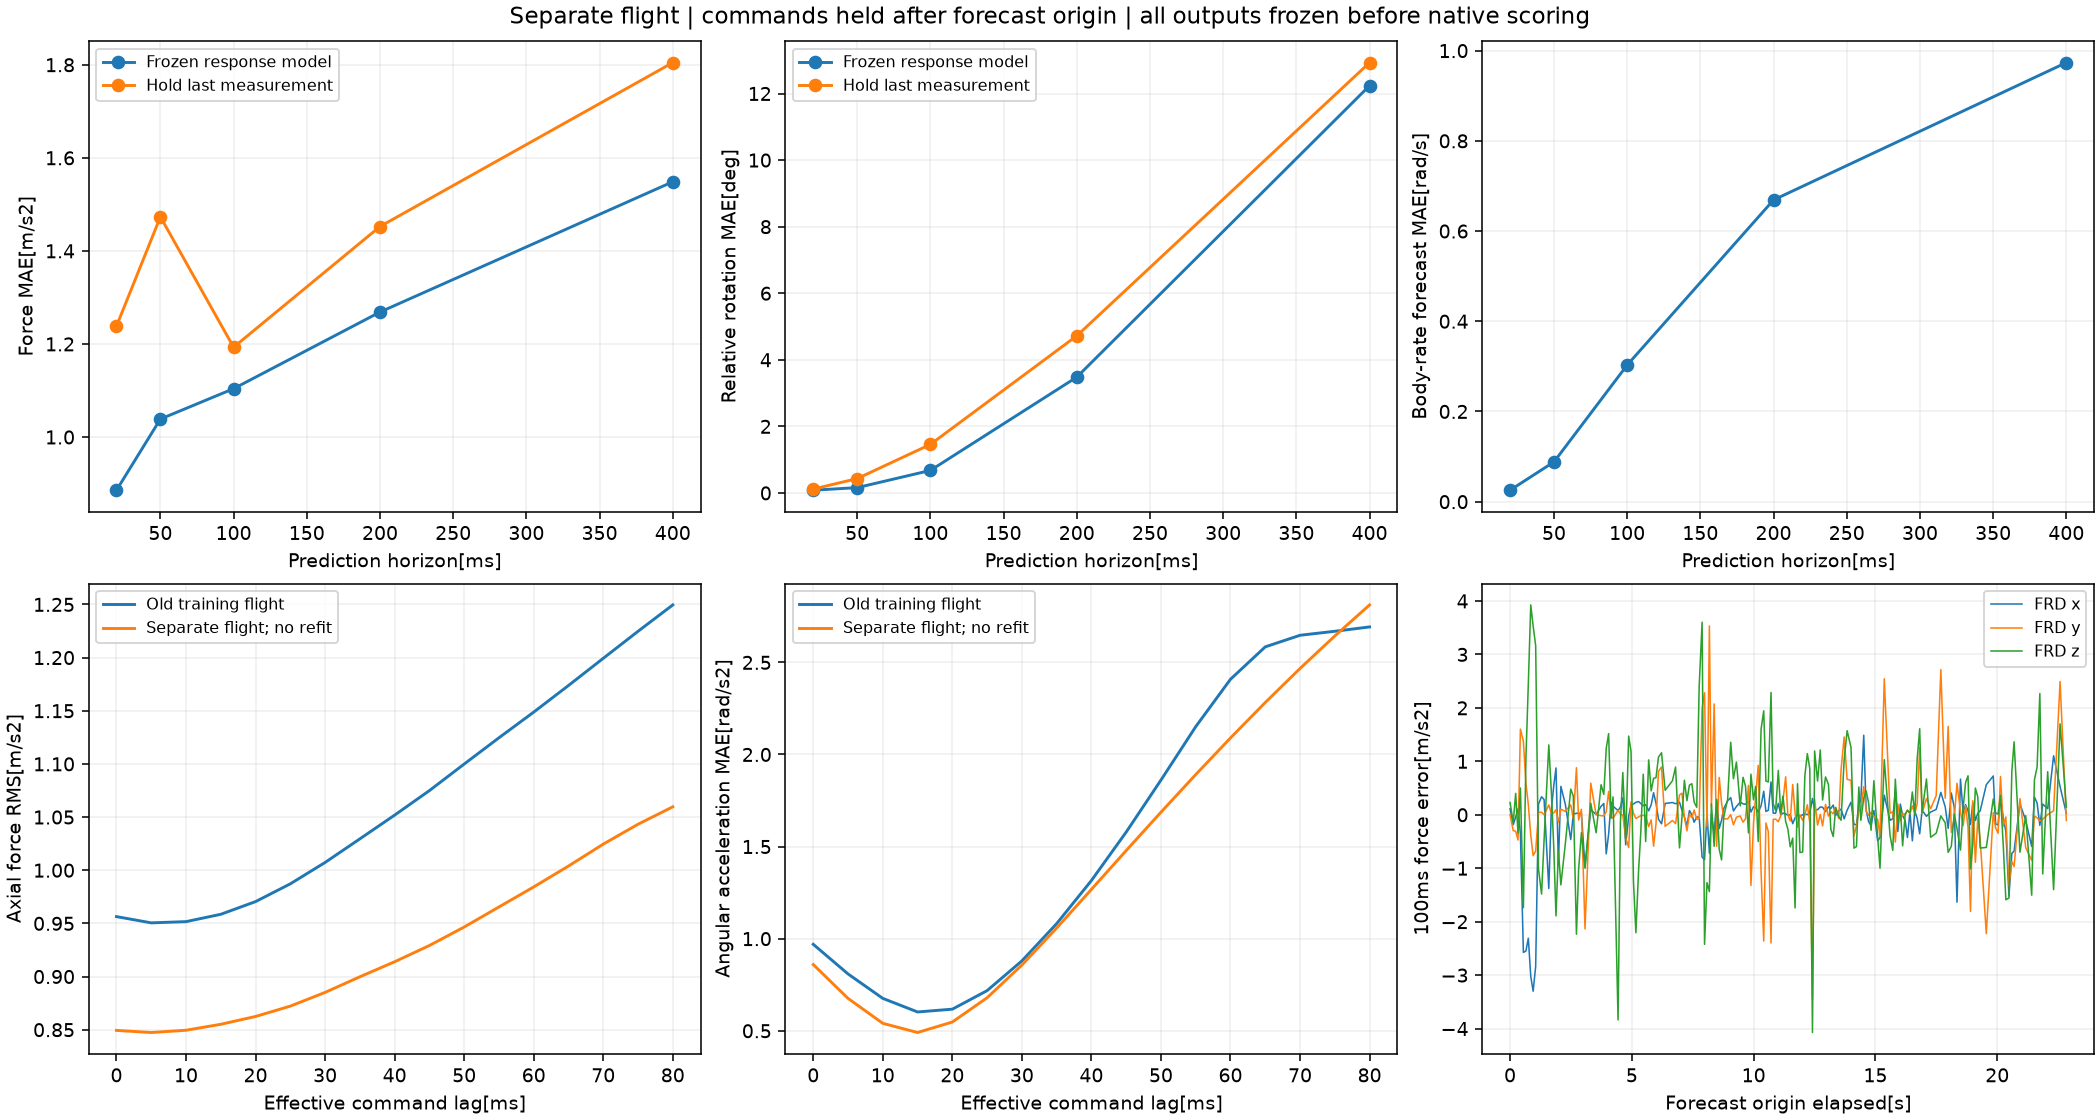 Separate flight | commands held after forecast origin | all outputs frozen before native scoring
Force MAE[m/s2]
1.8
1.6
1.4
1.2
1.0
Frozen response model
Hold last measurement
50 100 150 200 250 300 350 400
Prediction horizon[ms]
Relative rotation MAE[deg]
12
10
8
6
4
2
0
Frozen response model
Hold last measurement
50 100 150 200 250 300 350 400
Prediction horizon[ms]
Body-rate forecast MAE[rad/s]
1.0
0.8
0.6
0.4
0.2
0.0
50 100 150 200 250 300 350 400
Prediction horizon[ms]
Axial force RMS[m/s2]
1.25
1.20
1.15
1.10
1.05
1.00
0.95
0.90
0.85
Old training flight
Separate flight; no refit
0 10 20 30 40 50 60 70 80
Effective command lag[ms]
Angular acceleration MAE[rad/s2]
2.5
2.0
1.5
1.0
0.5
Old training flight
Separate flight; no refit
0 10 20 30 40 50 60 70 80
Effective command lag[ms]
100ms force error[m/s2]
4
3
2
1
0
−1
−2
−3
−4
FRD x
FRD y
FRD z
0 5 10 15 20
Forecast origin elapsed[s]